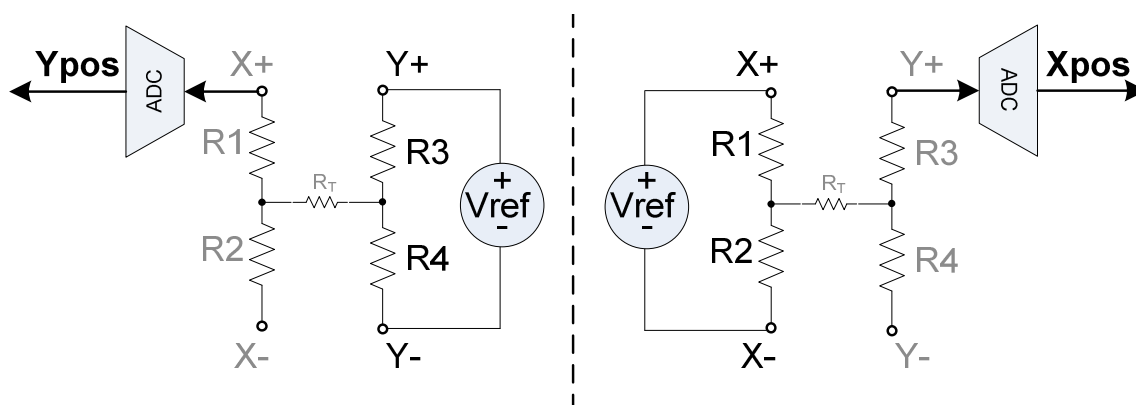 Ypos
ADC
X+
Y+
R1
R3
RT
+
Vref
-
R2
R4
X-
Y-
X+
Y+
ADC
Xpos
R1
R3
RT
+
Vref
-
R2
R4
X-
Y-